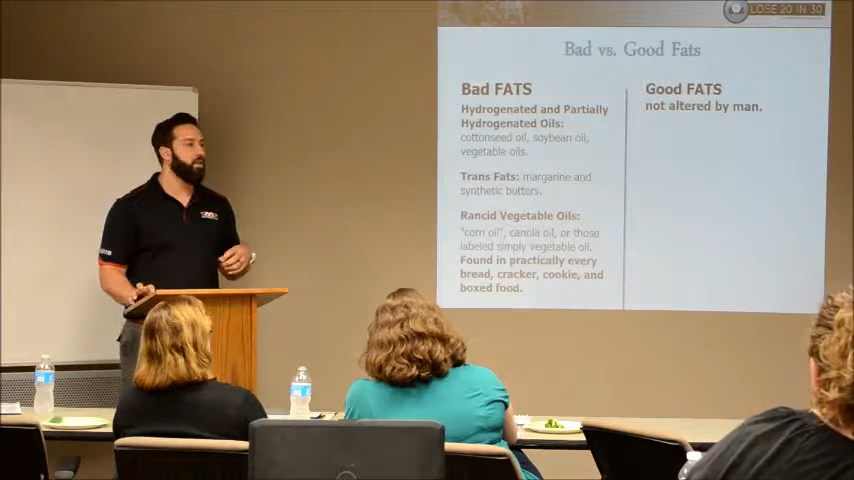 LOSE 20 IN 30
Bad vs. Good Fats
Bad FATS
Hydrogenated and Partially
Hydrogenated Oils:
cottonseed oil, soybean oil,
vegetable oils.
Trans Fats: margarine and
synthetic butters.
Rancid Vegetable Oils:
"corn oil", canola oil, or those
labeled simply vegetable oil.
Found in practically every
bread, cracker, cookie, and
boxed food.
Good FATS
not altered by man.